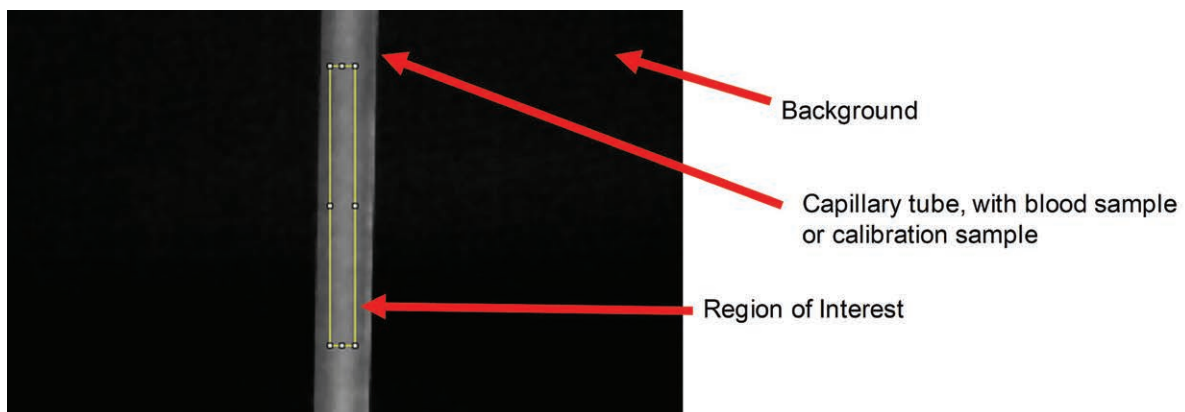 Background
Capillary tube, with blood sample
or calibration sample
Region of Interest